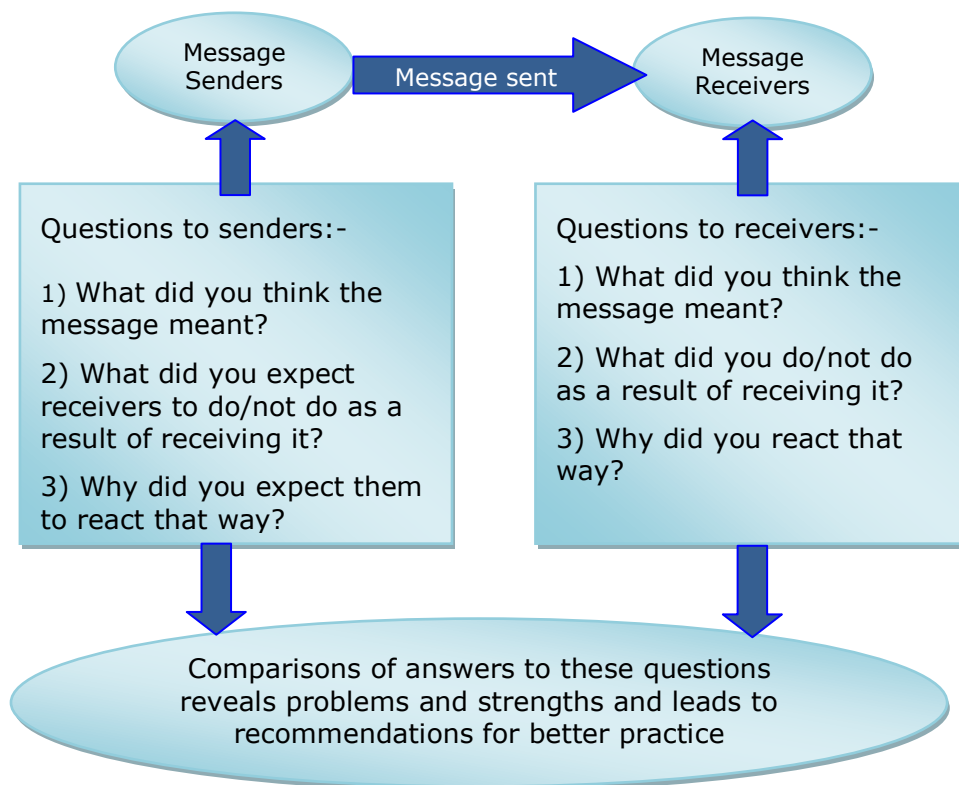 Message
Senders
Message sent
Message
Receivers
Questions to senders:-
1) What did you think the
message meant?
2) What did you expect
receivers to do/not do as a
result of receiving it?
3) Why did you expect them
to react that way?
Questions to receivers:-
1) What did you think the
message meant?
2) What did you do/not do
as a result of receiving it?
3) Why did you react that
way?
Comparisons of answers to these questions
reveals problems and strengths and leads to
recommendations for better practice